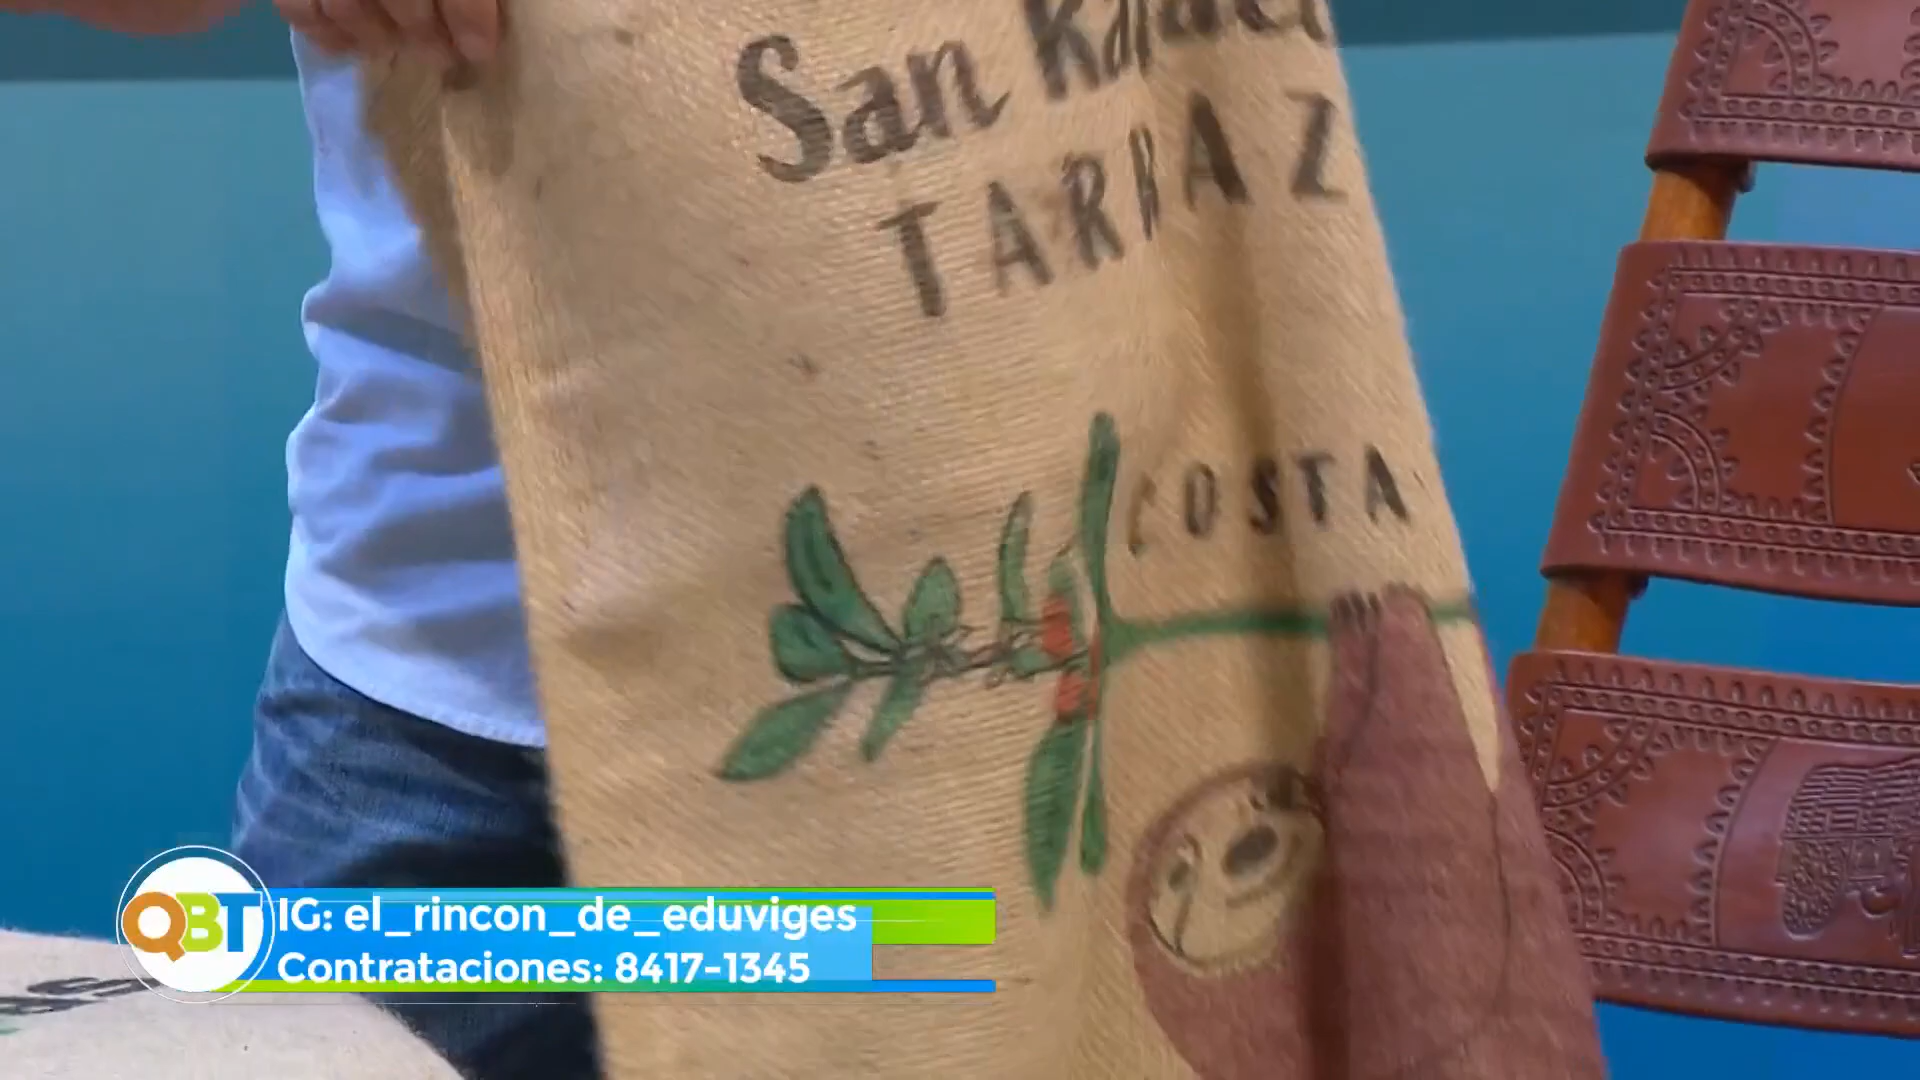 San Rafael
TARRAZ
COSTA
QBT
IG: el_rincon_de_eduviges
Contrataciones: 8417-1345